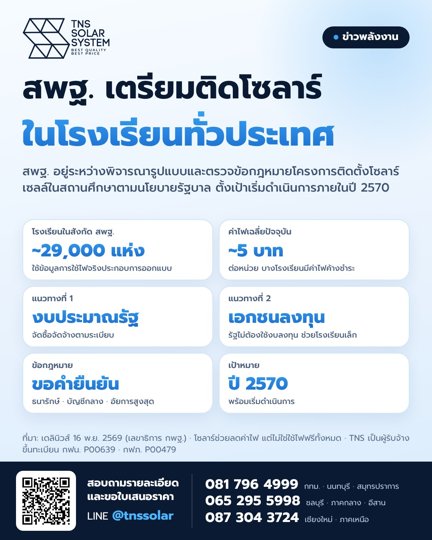 TNS
SOLAR
SYSTEM
BEST QUALITY
BEST PRICE
ข่าวพลังงาน
สพฐ. เตรียมติดโซลาร์
ในโรงเรียนทั่วประเทศ
สพฐ. อยู่ระหว่างพิจารณารูปแบบและตรวจข้อกฎหมายโครงการติดตั้งโซลาร์
เซลล์ในสถานศึกษาตามนโยบายรัฐบาล ตั้งเป้าเริ่มดำเนินการภายในปี 2570
โรงเรียนในสังกัด สพฐ.
~29,000 แห่ง
ใช้ข้อมูลการใช้ไฟจริงประกอบการออกแบบ
ค่าไฟเฉลี่ยปัจจุบัน
~5 บาท
ต่อหน่วย บางโรงเรียนมีค่าไฟค้างชำระ
แนวทางที่ 1
งบประมาณรัฐ
จัดซื้อจัดจ้างตามระเบียบ
แนวทางที่ 2
เอกชนลงทุน
รัฐไม่ต้องใช้งบลงทุน ช่วยโรงเรียนเล็ก
ข้อกฎหมาย
ขอคำยืนยัน
ธนารักษ์ · บัญชีกลาง · อัยการสูงสุด
เป้าหมาย
ปี 2570
พร้อมเริ่มดำเนินการ
ที่มา: เดลินิวส์ 16 พ.ย. 2569 (เลขาธิการ กพฐ.) · โซลาร์ช่วยลดค่าไฟ แต่ไม่ใช่ใช้ไฟฟรีทั้งหมด · TNS เป็นผู้รับจ้าง
ขึ้นทะเบียน กฟน. P00639 · กฟภ. P00479
สอบถามรายละเอียด
และขอใบเสนอราคา
LINE @tnssolar
081 796 4999 กทม. · นนทบุรี · สมุทรปราการ
065 295 5998 ชลบุรี · ภาคกลาง · อีสาน
087 304 3724 เชียงใหม่ · ภาคเหนือ